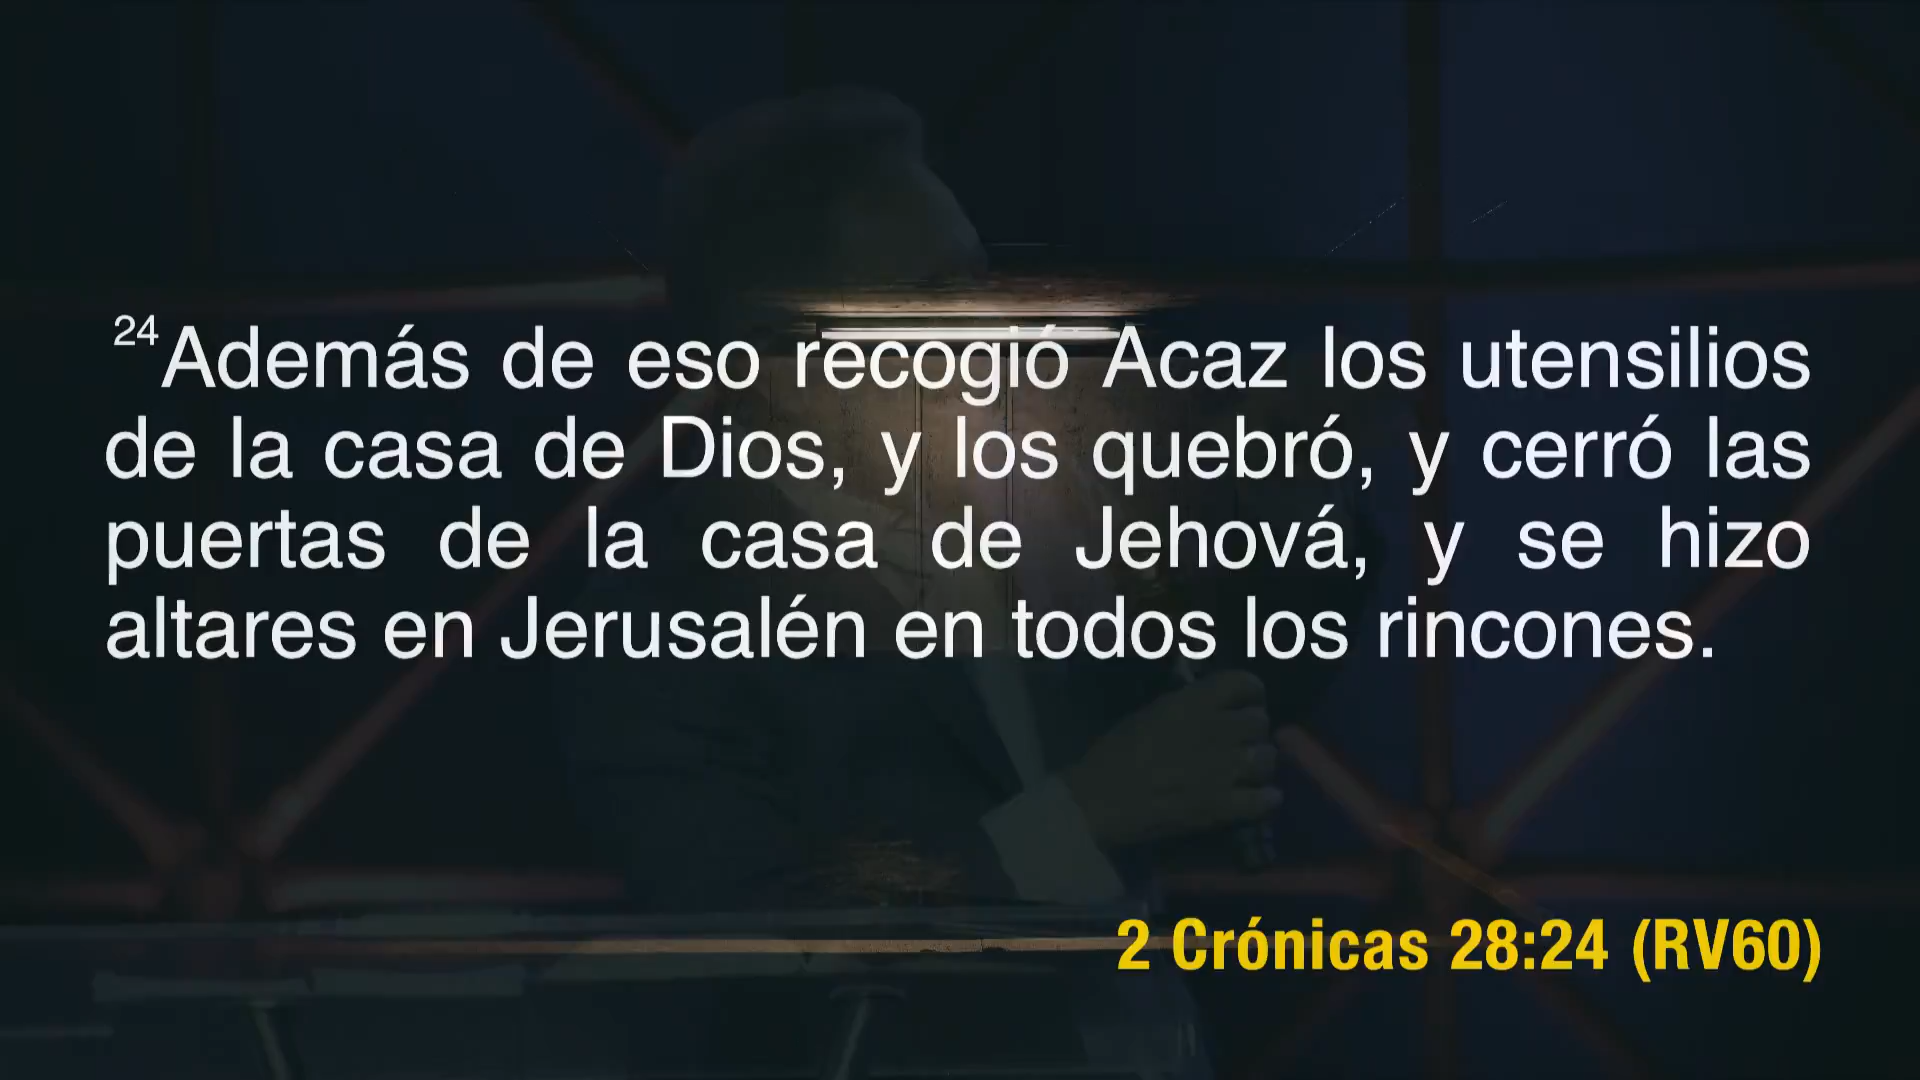 24Además de eso recogió Acaz los utensilios
de la casa de Dios, y los quebró, y cerró las
puertas de la casa de Jehová, y se hizo
altares en Jerusalén en todos los rincones.
2 Crónicas 28:24 (RV60)